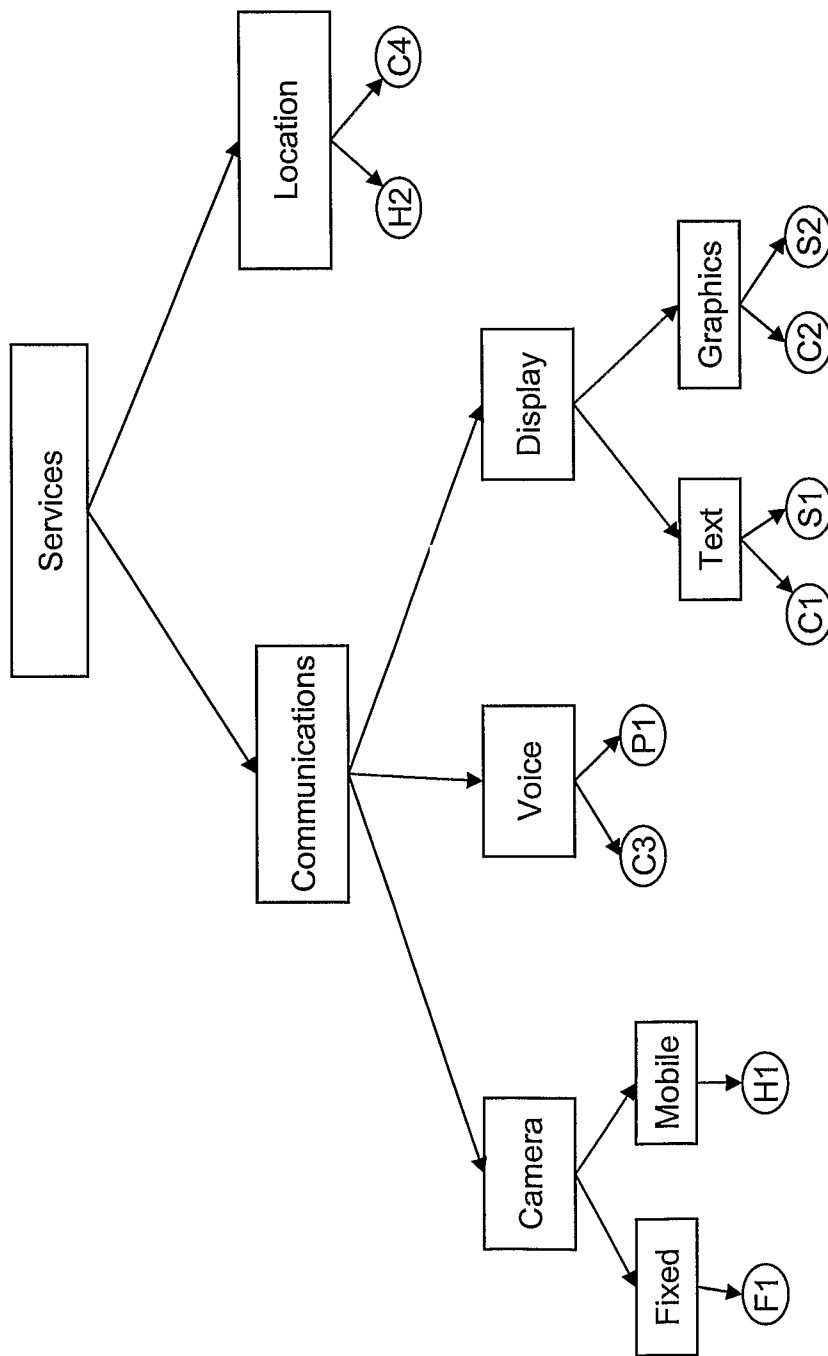 Services
Communications
Location
H2
C4
Camera
Voice
Display
Fixed
Mobile
C3
P1
Text
Graphics
F1
H1
C1
S1
C2
S2